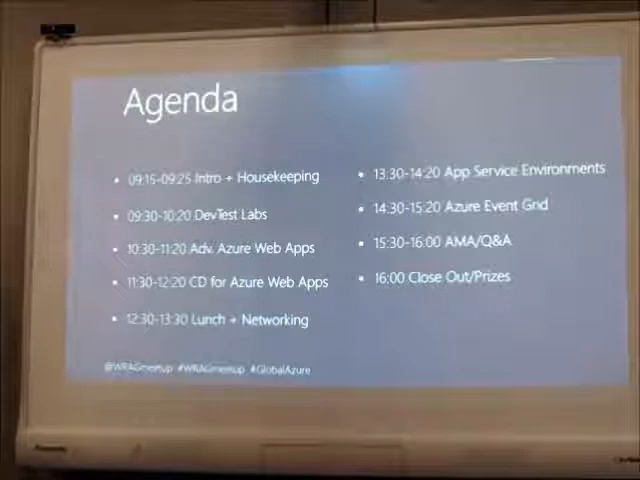 Agenda
• 09:15-09:25 Intro + Housekeeping
• 09:30-10:20 DevTest Labs
• 10:30-11:20 Adv. Azure Web Apps
• 11:30-12:20 CD for Azure Web Apps
• 12:30-13:30 Lunch + Networking
• 13:30-14:20 App Service Environments
• 14:30-15:20 Azure Event Grid
• 15:30-16:00 AMA/Q&A
• 16:00 Close Out/Prizes
@WRAGmeetup #WRAGmeetup #GlobalAzure